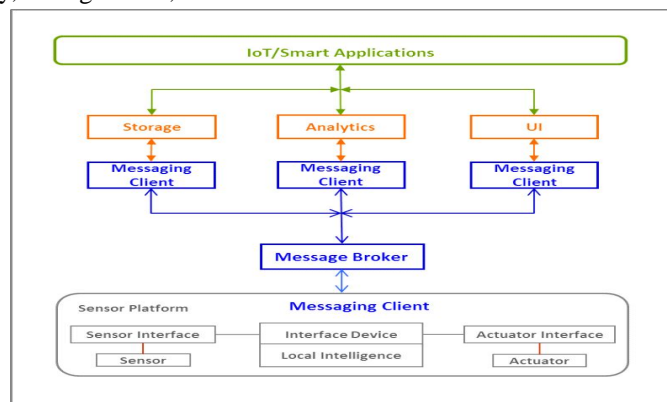 IoT/Smart Applications
Storage
Analytics
UI
Messaging
Client
Messaging
Client
Messaging
Client
Message Broker
Sensor Platform
Messaging Client
Sensor Interface
Interface Device
Actuator Interface
Sensor
Local Intelligence
Actuator